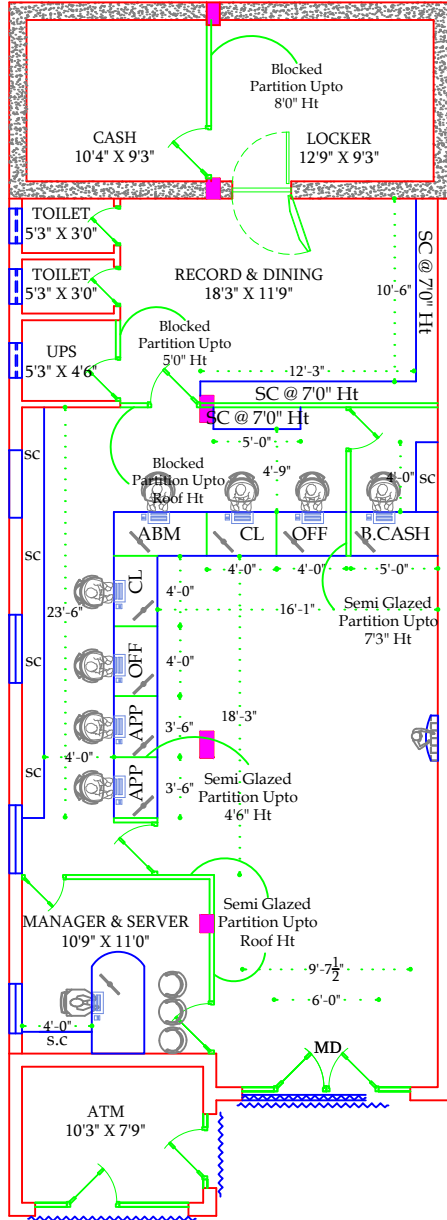 Blocked
Partition Upto
8'0" Ht
CASH
10'4" X 9'3"
LOCKER
12'9" X 9'3"
TOILET
5'3" X 3'0"
TOILET
5'3" X 3'0"
RECORD & DINING
18'3" X 11'9"
10'-6"
SC @ 7'0" Ht
UPS
5'3" X 4'6"
Blocked
Partition Upto
5'0" Ht
12'-3"
SC @ 7'0" Ht
SC @ 7'0" Ht
5'-0"
4'-9"
4'-0"
SC
SC
Blocked
Partition Upto
Roof Ht
ABM
CL
OFF
B.CASH
SC
4'-0"
4'-0"
5'-0"
CL
4'-0"
16'-1"
23'-6"
Semi Glazed
Partition Upto
7'3" Ht
SC
OFF
4'-0"
APP
3'-6"
18'-3"
4'-0"
SC
APP
3'-6"
Semi Glazed
Partition Upto
4'6" Ht
MANAGER & SERVER
10'9" X 11'0"
Semi Glazed
Partition Upto
Roof Ht
9'-7½"
6'-0"
4'-0"
s.c
MD
ATM
10'3" X 7'9"